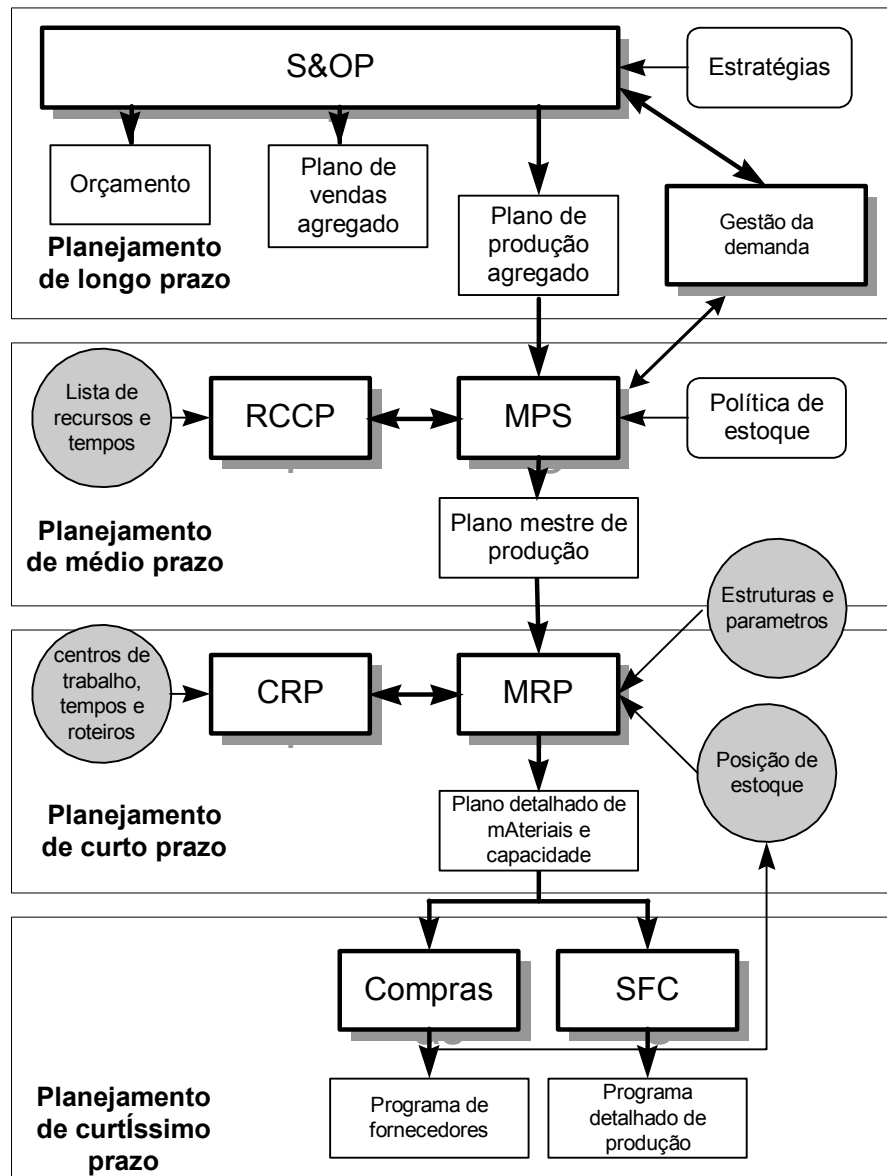 S&OP
Estratégias
Orçamento
Plano de
vendas
agregado
Plano de
produção
agregado
Gestão da
demanda
Planejamento
de longo prazo
Lista de
recursos e
tempos
RCCP
MPS
Política de
estoque
Planejamento
de médio prazo
Plano mestre de
produção
Estruturas e
parametros
centros de
trabalho,
tempos e
roteiros
CRP
MRP
Posição de
estoque
Planejamento
de curto prazo
Plano detalhado de
mAteriais e
capacidade
Compras
SFC
Planejamento
de curtÍssimo
prazo
Programa de
fornecedores
Programa
detalhado de
produção